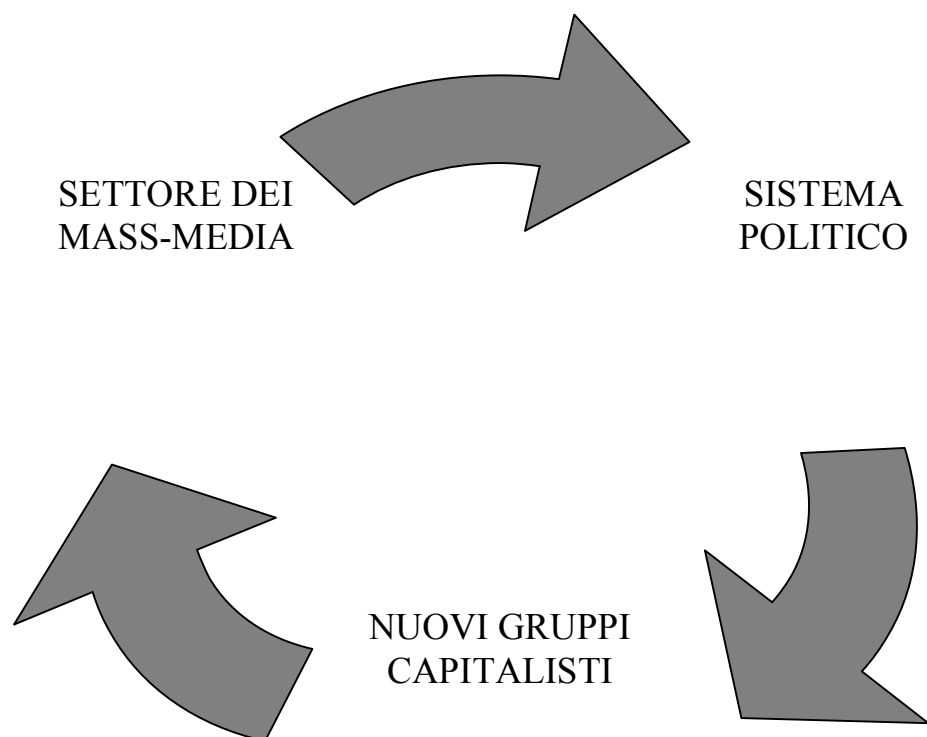 SETTORE DEI
MASS-MEDIA
SISTEMA
POLITICO
NUOVI GRUPPI
CAPITALISTI